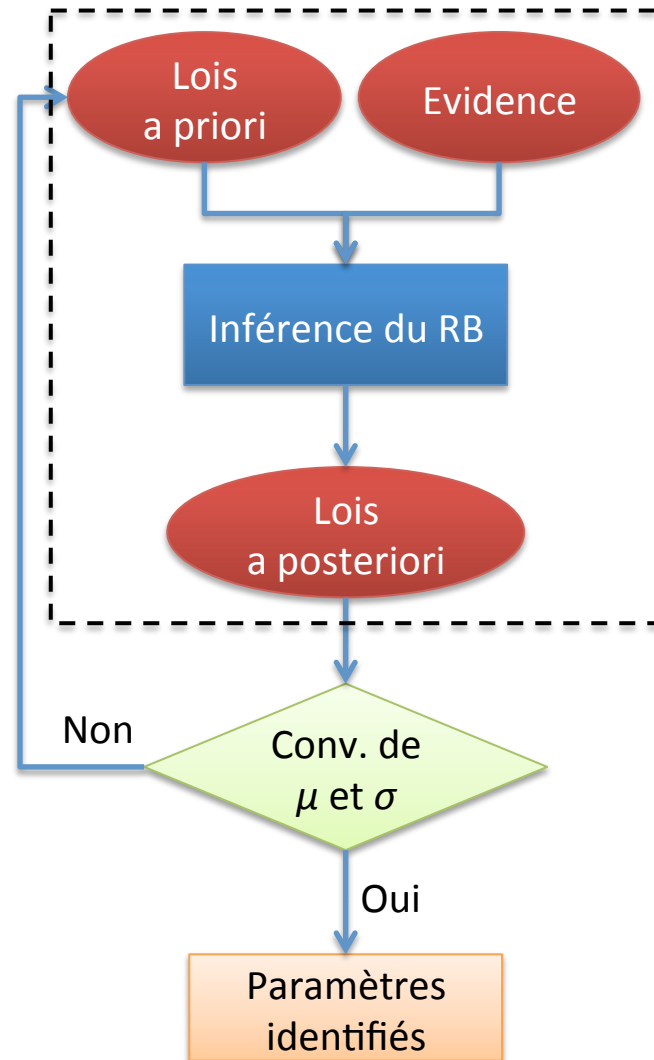 Lois
a priori
Evidence
Inférence du RB
Lois
a posteriori
Non
Conv. de
μ et σ
Oui
Paramètres
identifiés